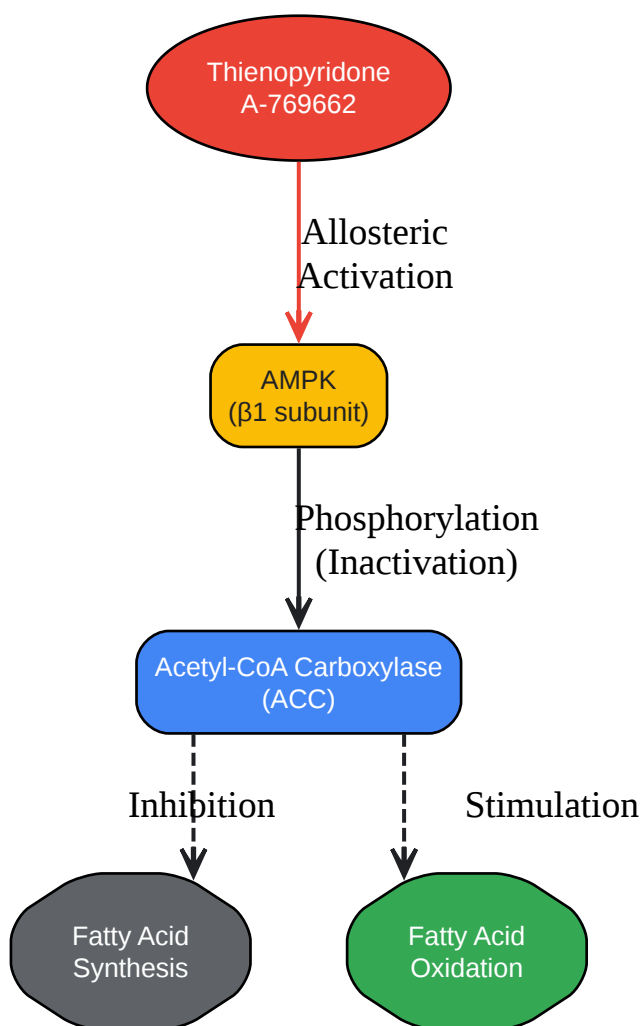 Thienopyridone
A-769662
Allosteric
Activation
AMPK
(β1 subunit)
Phosphorylation
(Inactivation)
Acetyl-CoA Carboxylase
(ACC)
Inhibition
Stimulation
Fatty Acid
Synthesis
Fatty Acid
Oxidation